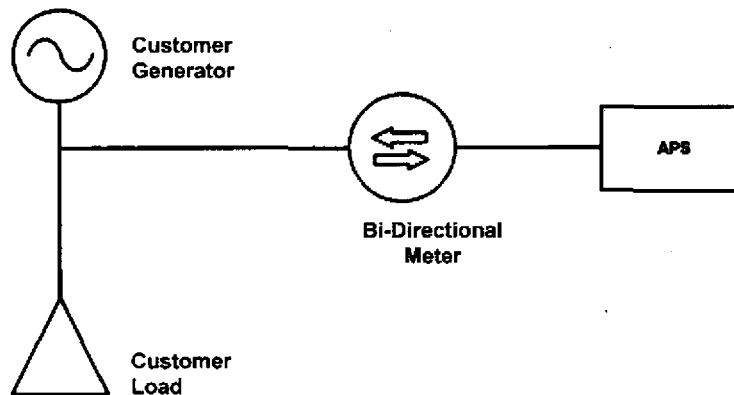 Customer
Generator
APS
Bi-Directional
Meter
Customer
Load